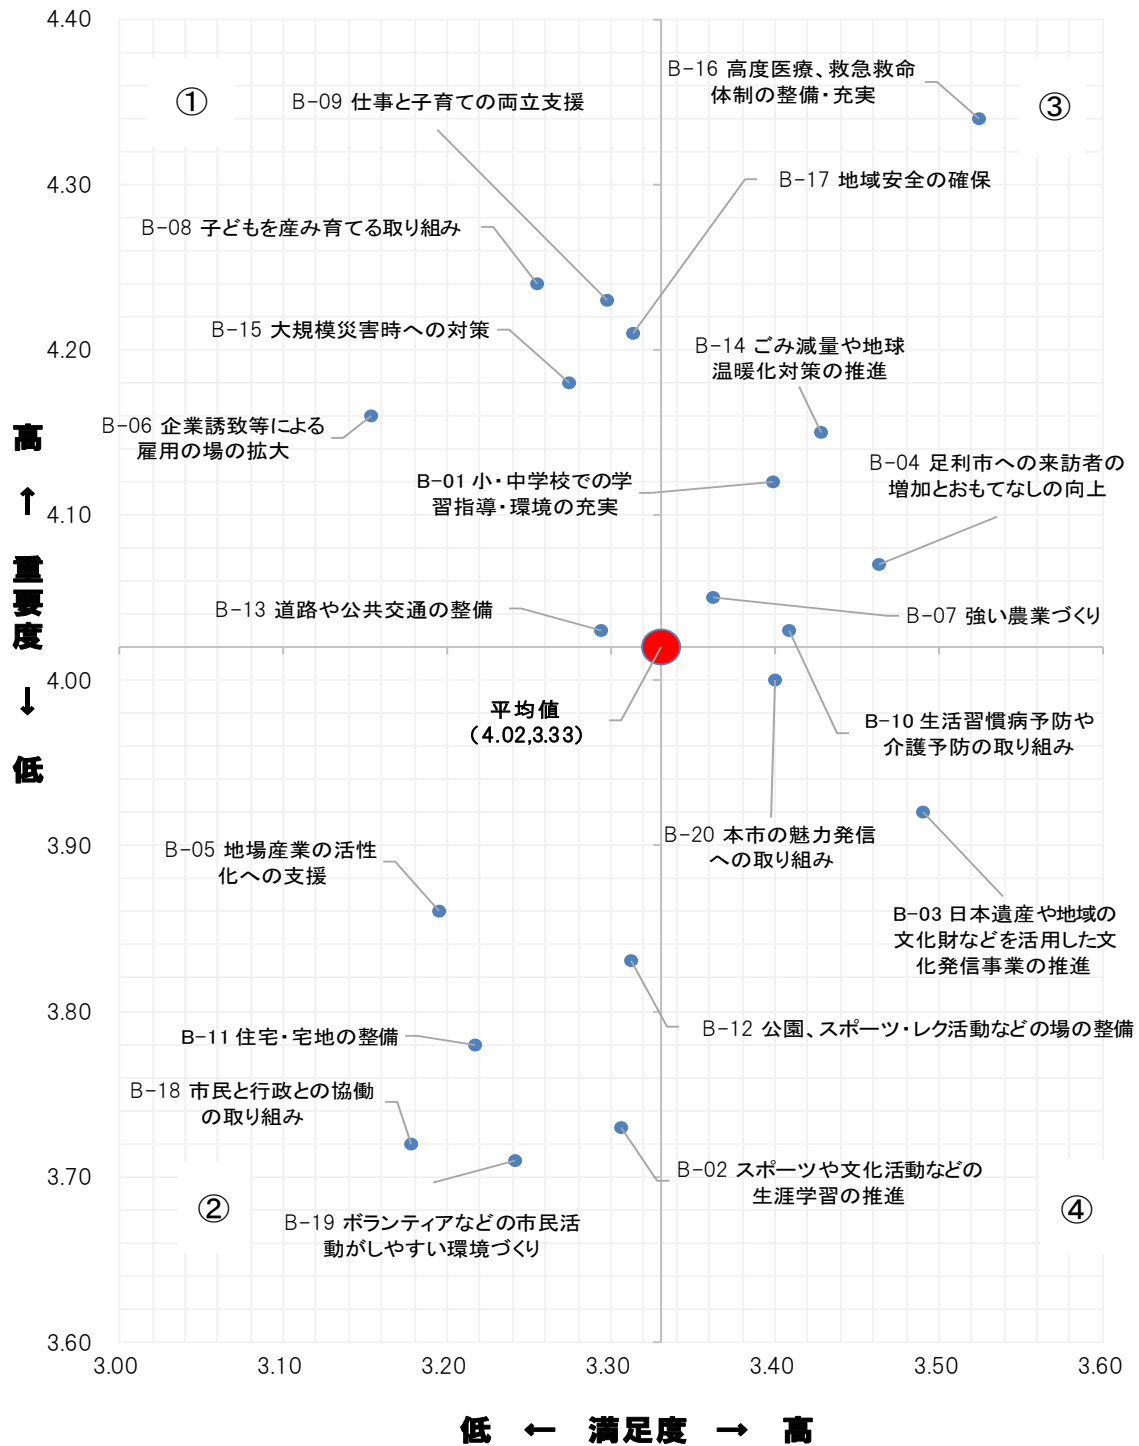 4.40
4.30
4.20
4.10
4.00
3.90
3.80
3.70
3.60
3.00
3.10
3.20
3.30
3.40
3.50
3.60
高
↑
重
要
度
↓
低
低 ← 満足度 → 高
①
③
②
④
B-16 高度医療、救急救命
体制の整備・充実
B-09 仕事と子育ての両立支援
B-17 地域安全の確保
B-08 子どもを産み育てる取り組み
B-15 大規模災害時への対策
B-14 ごみ減量や地球
温暖化対策の推進
B-06 企業誘致等による
雇用の場の拡大
B-04 足利市への来訪者の
増加とおもてなしの向上
B-01 小・中学校での学
習指導・環境の充実
B-13 道路や公共交通の整備
B-07 強い農業づくり
平均値
(4.02,3.33)
B-10 生活習慣病予防や
介護予防の取り組み
B-20 本市の魅力発信
への取り組み
B-05 地場産業の活性
化への支援
B-03 日本遺産や地域の
文化財などを活用した文
化発信事業の推進
B-12 公園、スポーツ・レク活動などの場の整備
B-11 住宅・宅地の整備
B-18 市民と行政との協働
の取り組み
B-02 スポーツや文化活動などの
生涯学習の推進
B-19 ボランティアなどの市民活
動がしやすい環境づくり